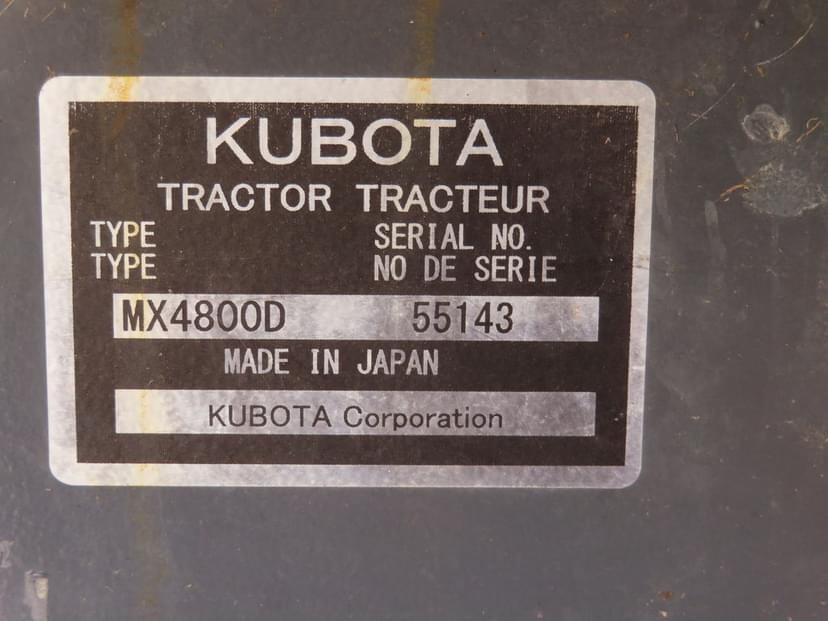 KUBOTA
TRACTOR TRACTEUR
TYPE SERIAL NO.
TYPE NO DE SERIE
MX4800D 55143
MADE IN JAPAN
KUBOTA Corporation